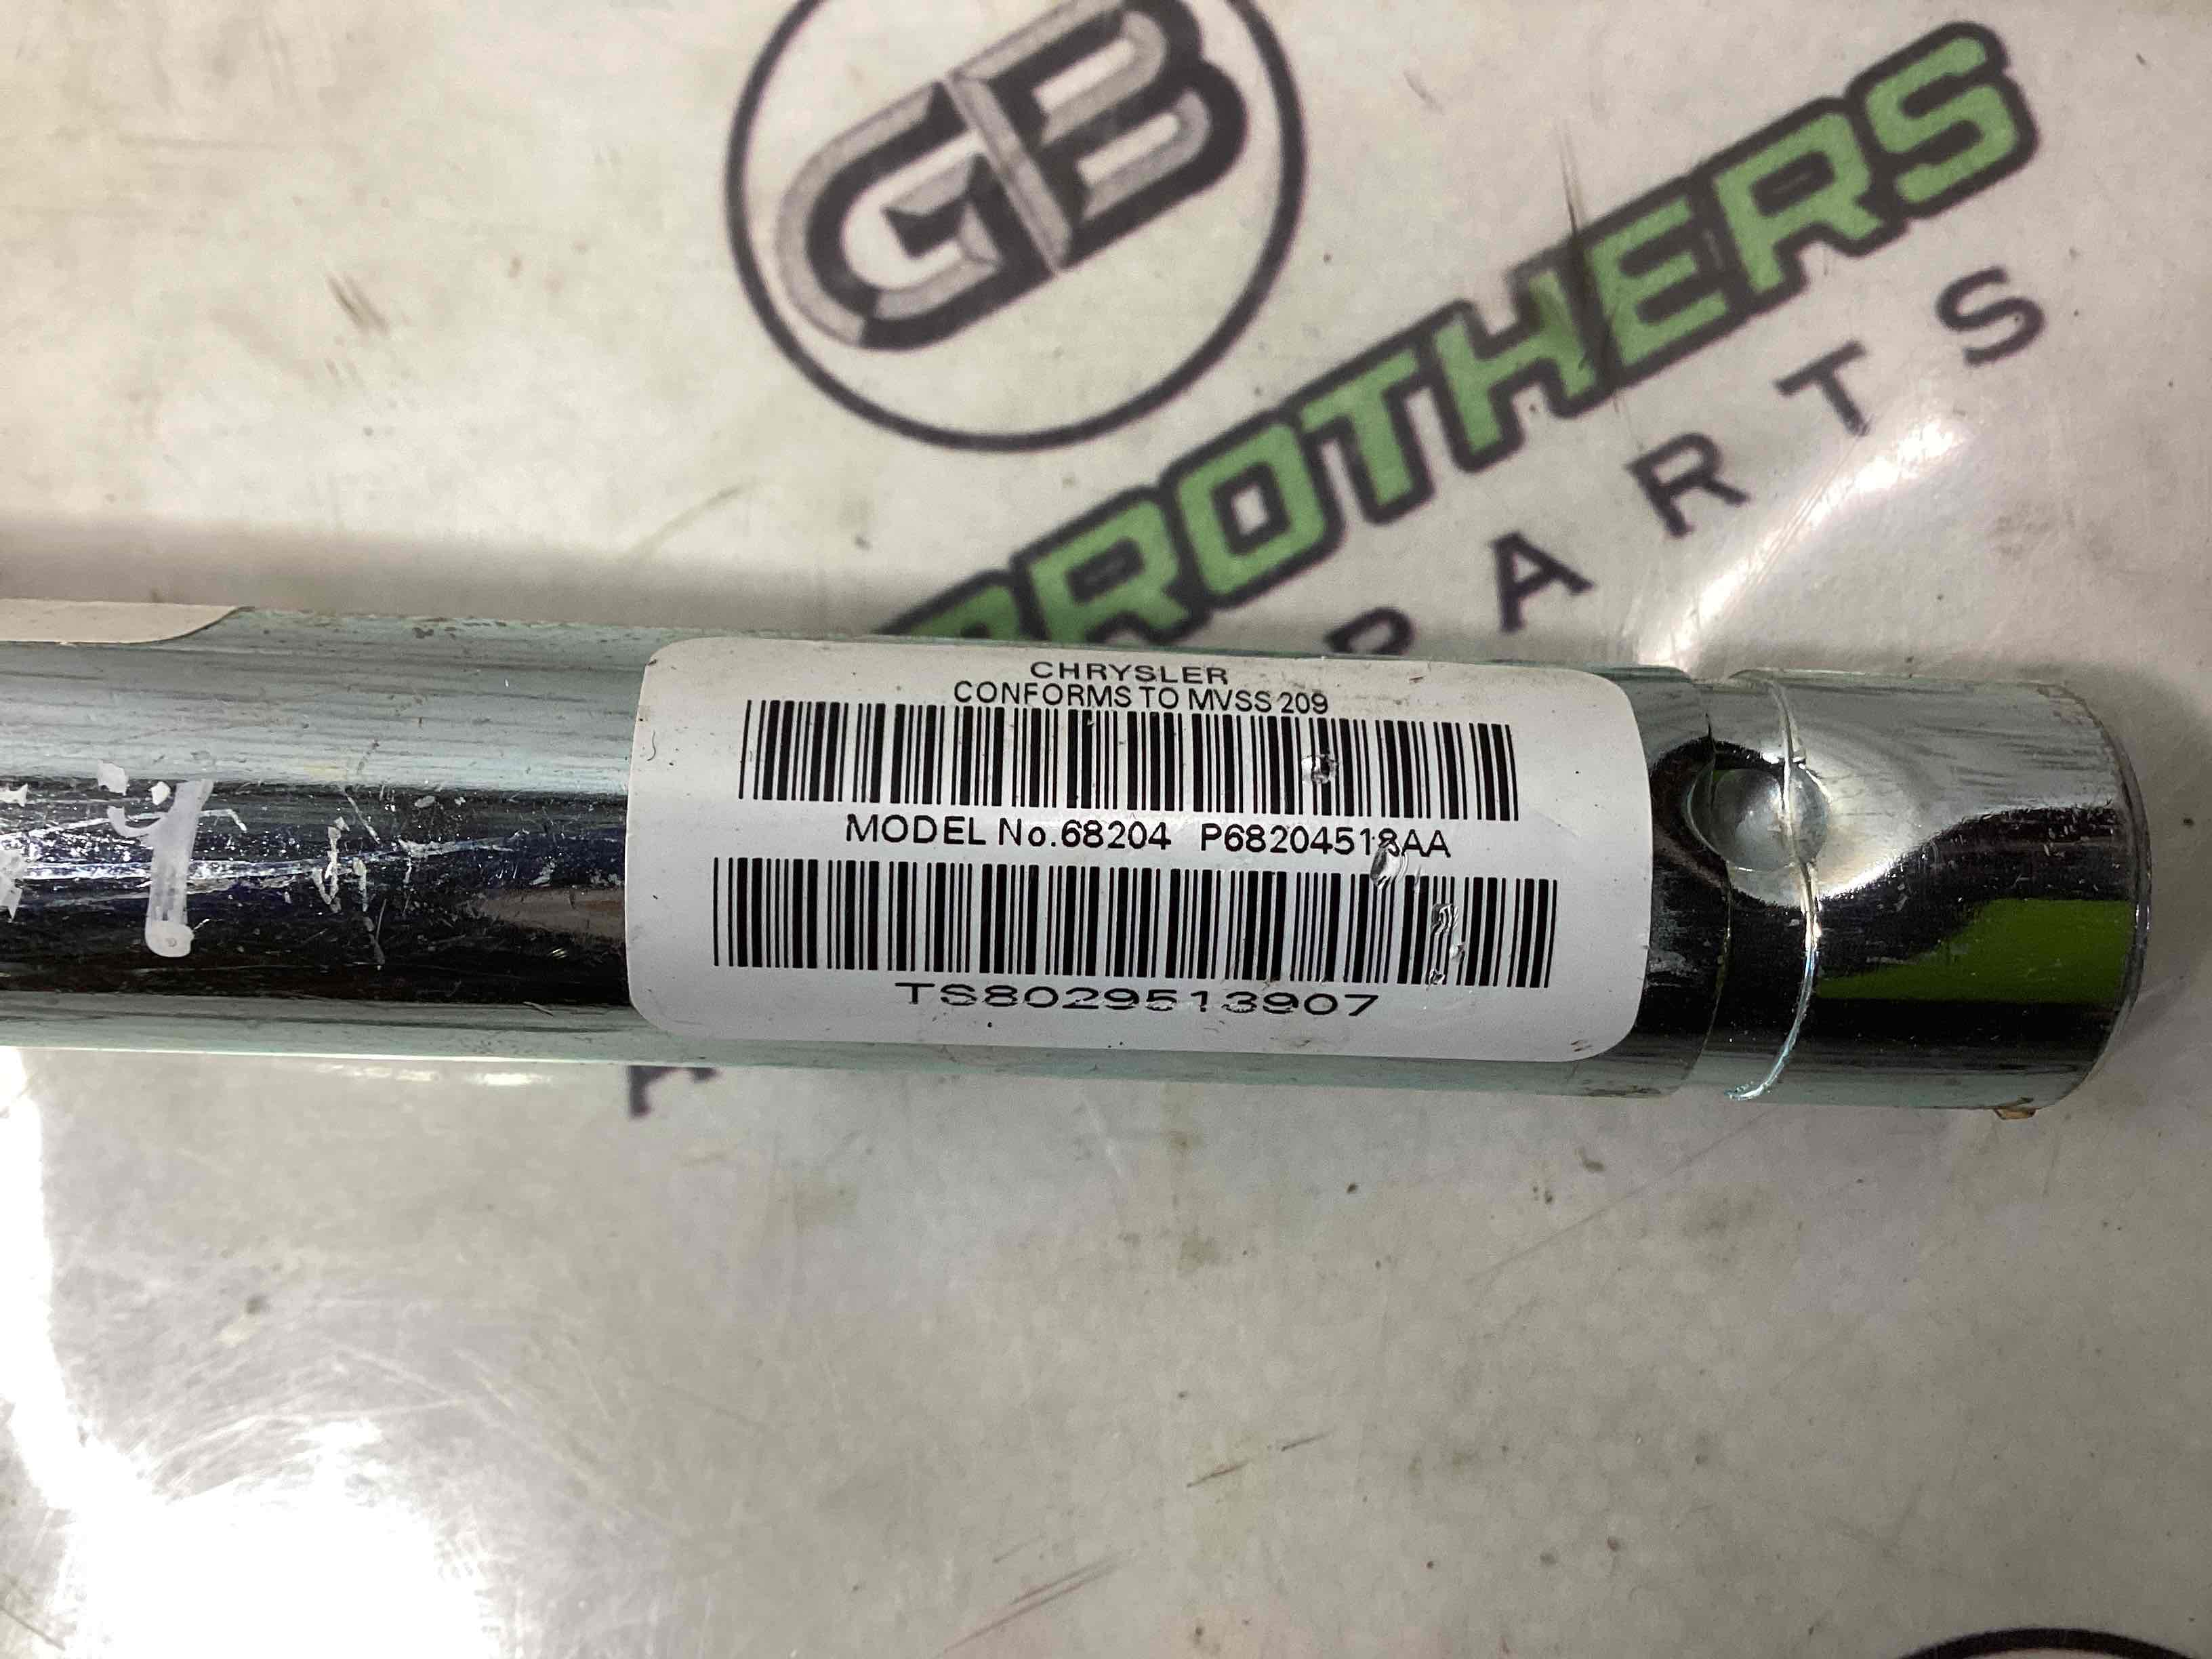 GB
BROTHERS
PARTS
CHRYSLER
CONFORMS TO MVSS 209
MODEL No.68204 P68204518AA
TS8029513907